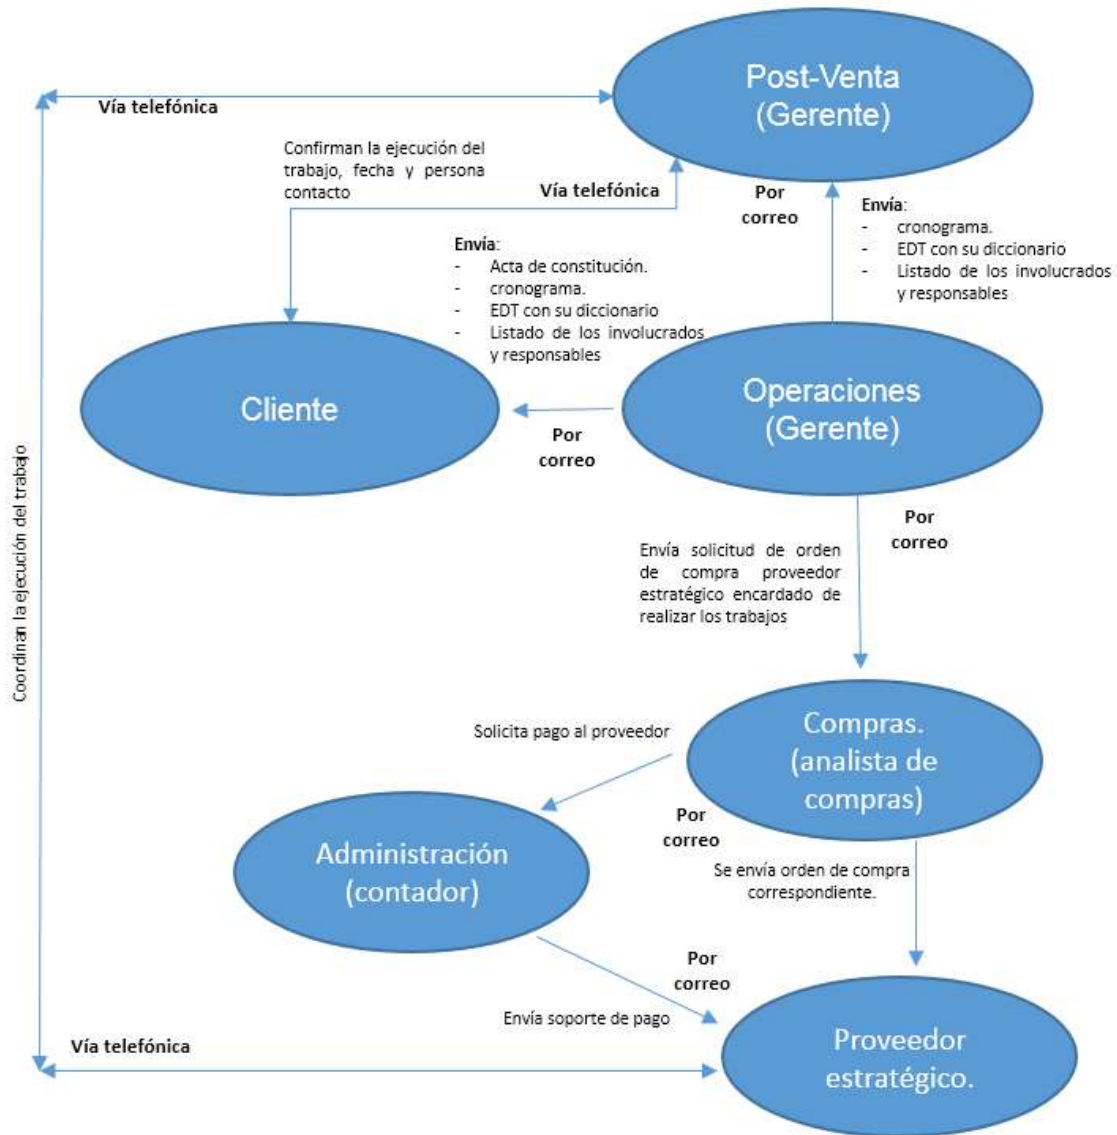 Post-Venta
(Gerente)
Vía telefónica
Confirman la ejecución del
trabajo, fecha y persona
contacto
Vía telefónica
Por
correo
Envía:
- cronograma.
- EDT con su diccionario
- Listado de los involucrados
y responsables
Envía:
- Acta de constitución.
- cronograma.
- EDT con su diccionario
- Listado de los involucrados
y responsables
Cliente
Operaciones
(Gerente)
Por
correo
Coordinan la ejecución del trabajo
Por
correo
Envía solicitud de orden
de compra proveedor
estratégico encardado de
realizar los trabajos
Compras.
(analista de
compras)
Solicita pago al proveedor
Por
correo
Administración
(contador)
Se envía orden de compra
correspondiente.
Por
correo
Envía soporte de pago
Vía telefónica
Proveedor
estratégico.